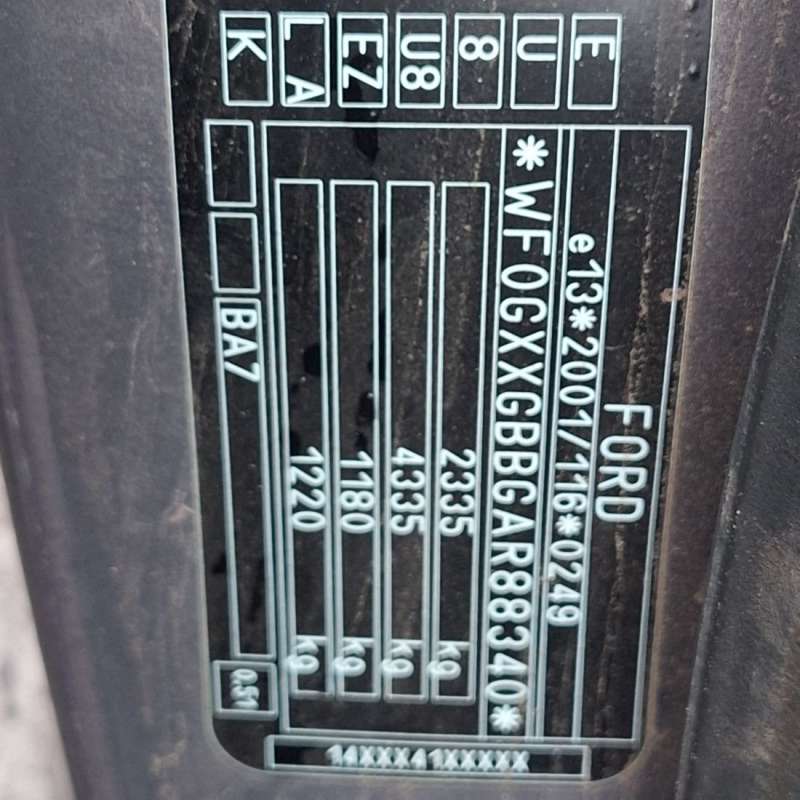 FORD
e13*2001/116*0249
*WF0GXXGBBGAR88340*
2335 kg
4335 kg
1180 kg
1220 kg
E
U
8
U8
EZ
LA
K
BA7
0.51
14XXX41XXXXX